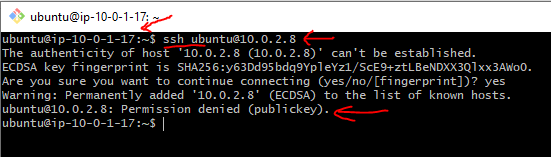 ubuntu@ip-10-0-1-17: ~
ubuntu@ip-10-0-1-17:~$ ssh ubuntu@10.0.2.8
The authenticity of host '10.0.2.8 (10.0.2.8)' can't be established.
ECDSA key fingerprint is SHA256:y63Dd95bdq9YpleYz1/ScE9+ztLBeNDXX3Qlxx3AWo0.
Are you sure you want to continue connecting (yes/no/[fingerprint])? yes
Warning: Permanently added '10.0.2.8' (ECDSA) to the list of known hosts.
ubuntu@10.0.2.8: Permission denied (publickey).
ubuntu@ip-10-0-1-17:~$